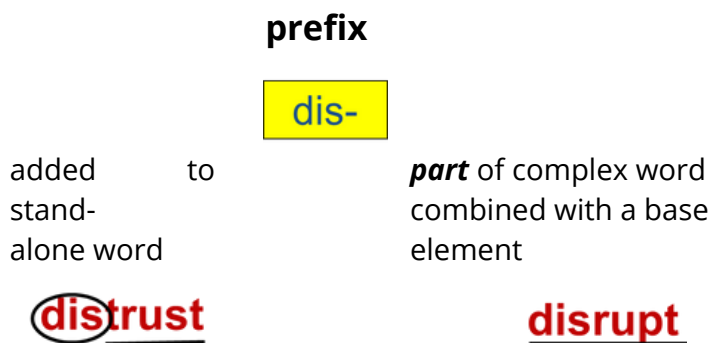 prefix
dis-
added to
stand-
alone word
part of complex word
combined with a base
element
distrust
disrupt